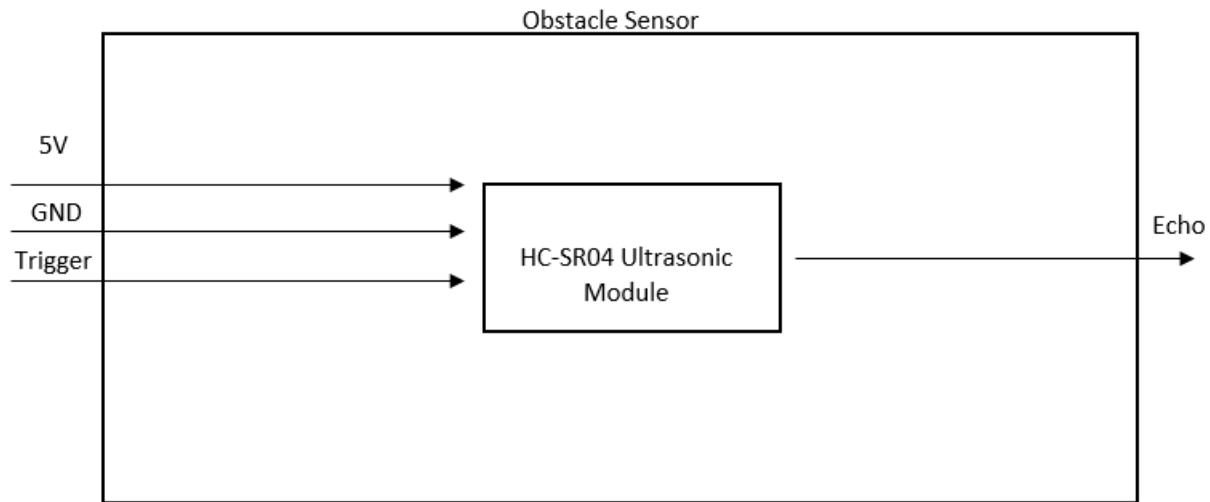 Obstacle Sensor
5V
GND
Trigger
HC-SR04 Ultrasonic
Module
Echo